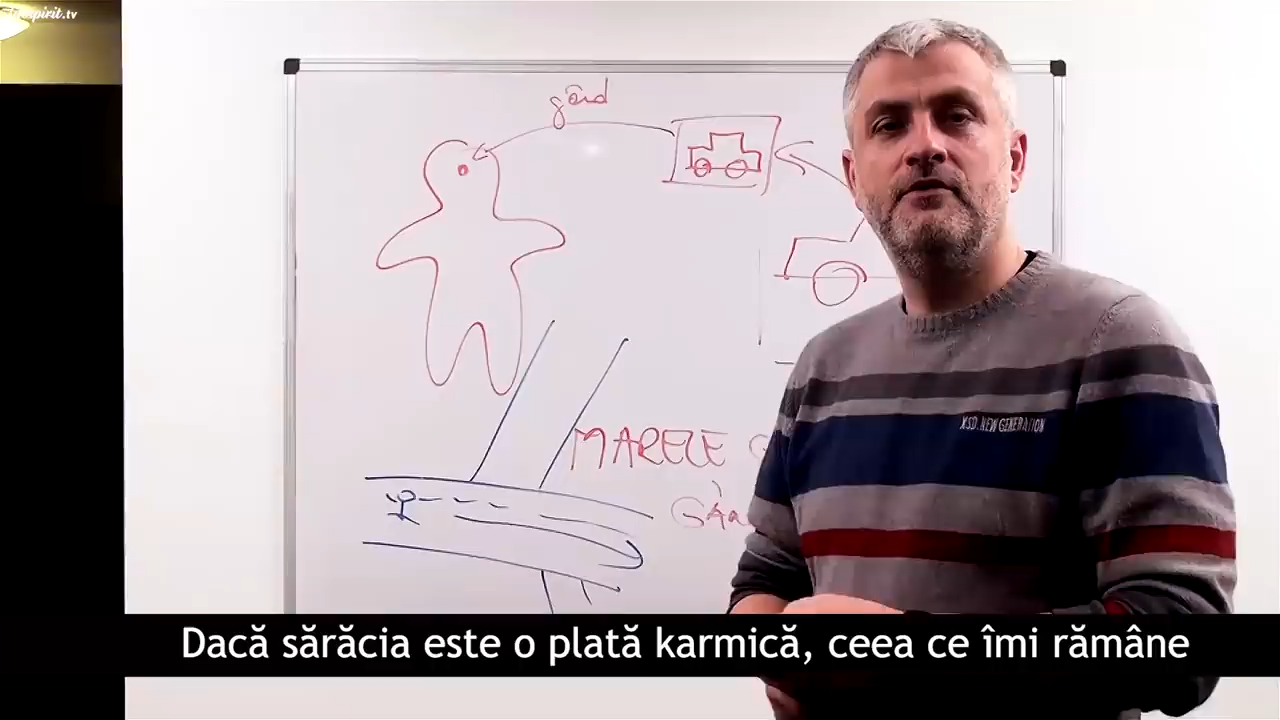 gând
MARELE
XSD. NEW GENERATION
Dacă sărăcia este o plată karmică, ceea ce îmi rămâne